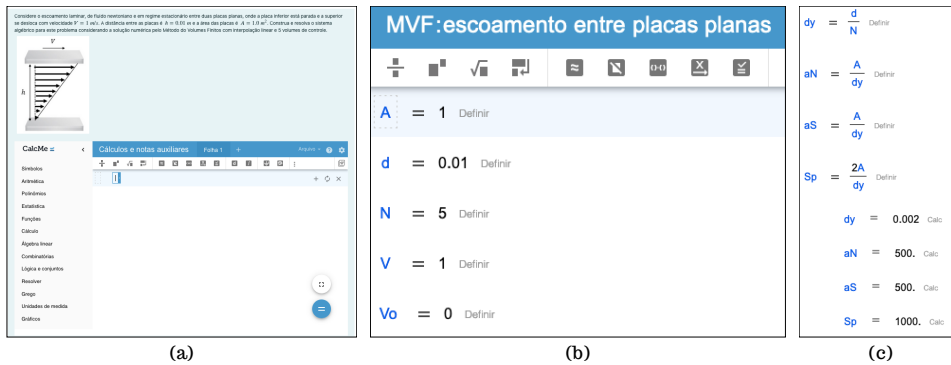 Considere o escoamento laminar, de fluido newtoniano e em regime estacionário entre duas placas planas, onde a placa inferior está parada e a superior
se desloca com velocidade V = 1 m/s. A distância entre as placas é h = 0.01 m e a área das placas é A = 1.0 m². Construa e resolva o sistema
algébrico para este problema considerando a solução numérica pelo Método do Volumes Finitos com interpolação linear e 5 volumes de controle.
V
h
CalcMe
Cálculos e notas auxiliares Folha 1 +
Arquivo
Símbolos
Aritmética
Polinómios
Estatística
Funções
Cálculo
Álgebra linear
Combinatórias
Lógica e conjuntos
Resolver
Grego
Unidades de medida
Gráficos
(a)
MVF:escoamento entre placas planas
A = 1 Definir
d = 0.01 Definir
N = 5 Definir
V = 1 Definir
Vo = 0 Definir
(b)
dy = d/N Definir
aN = A/dy Definir
aS = A/dy Definir
Sp = 2A/dy Definir
dy = 0.002 Calc
aN = 500. Calc
aS = 500. Calc
Sp = 1000. Calc
(c)